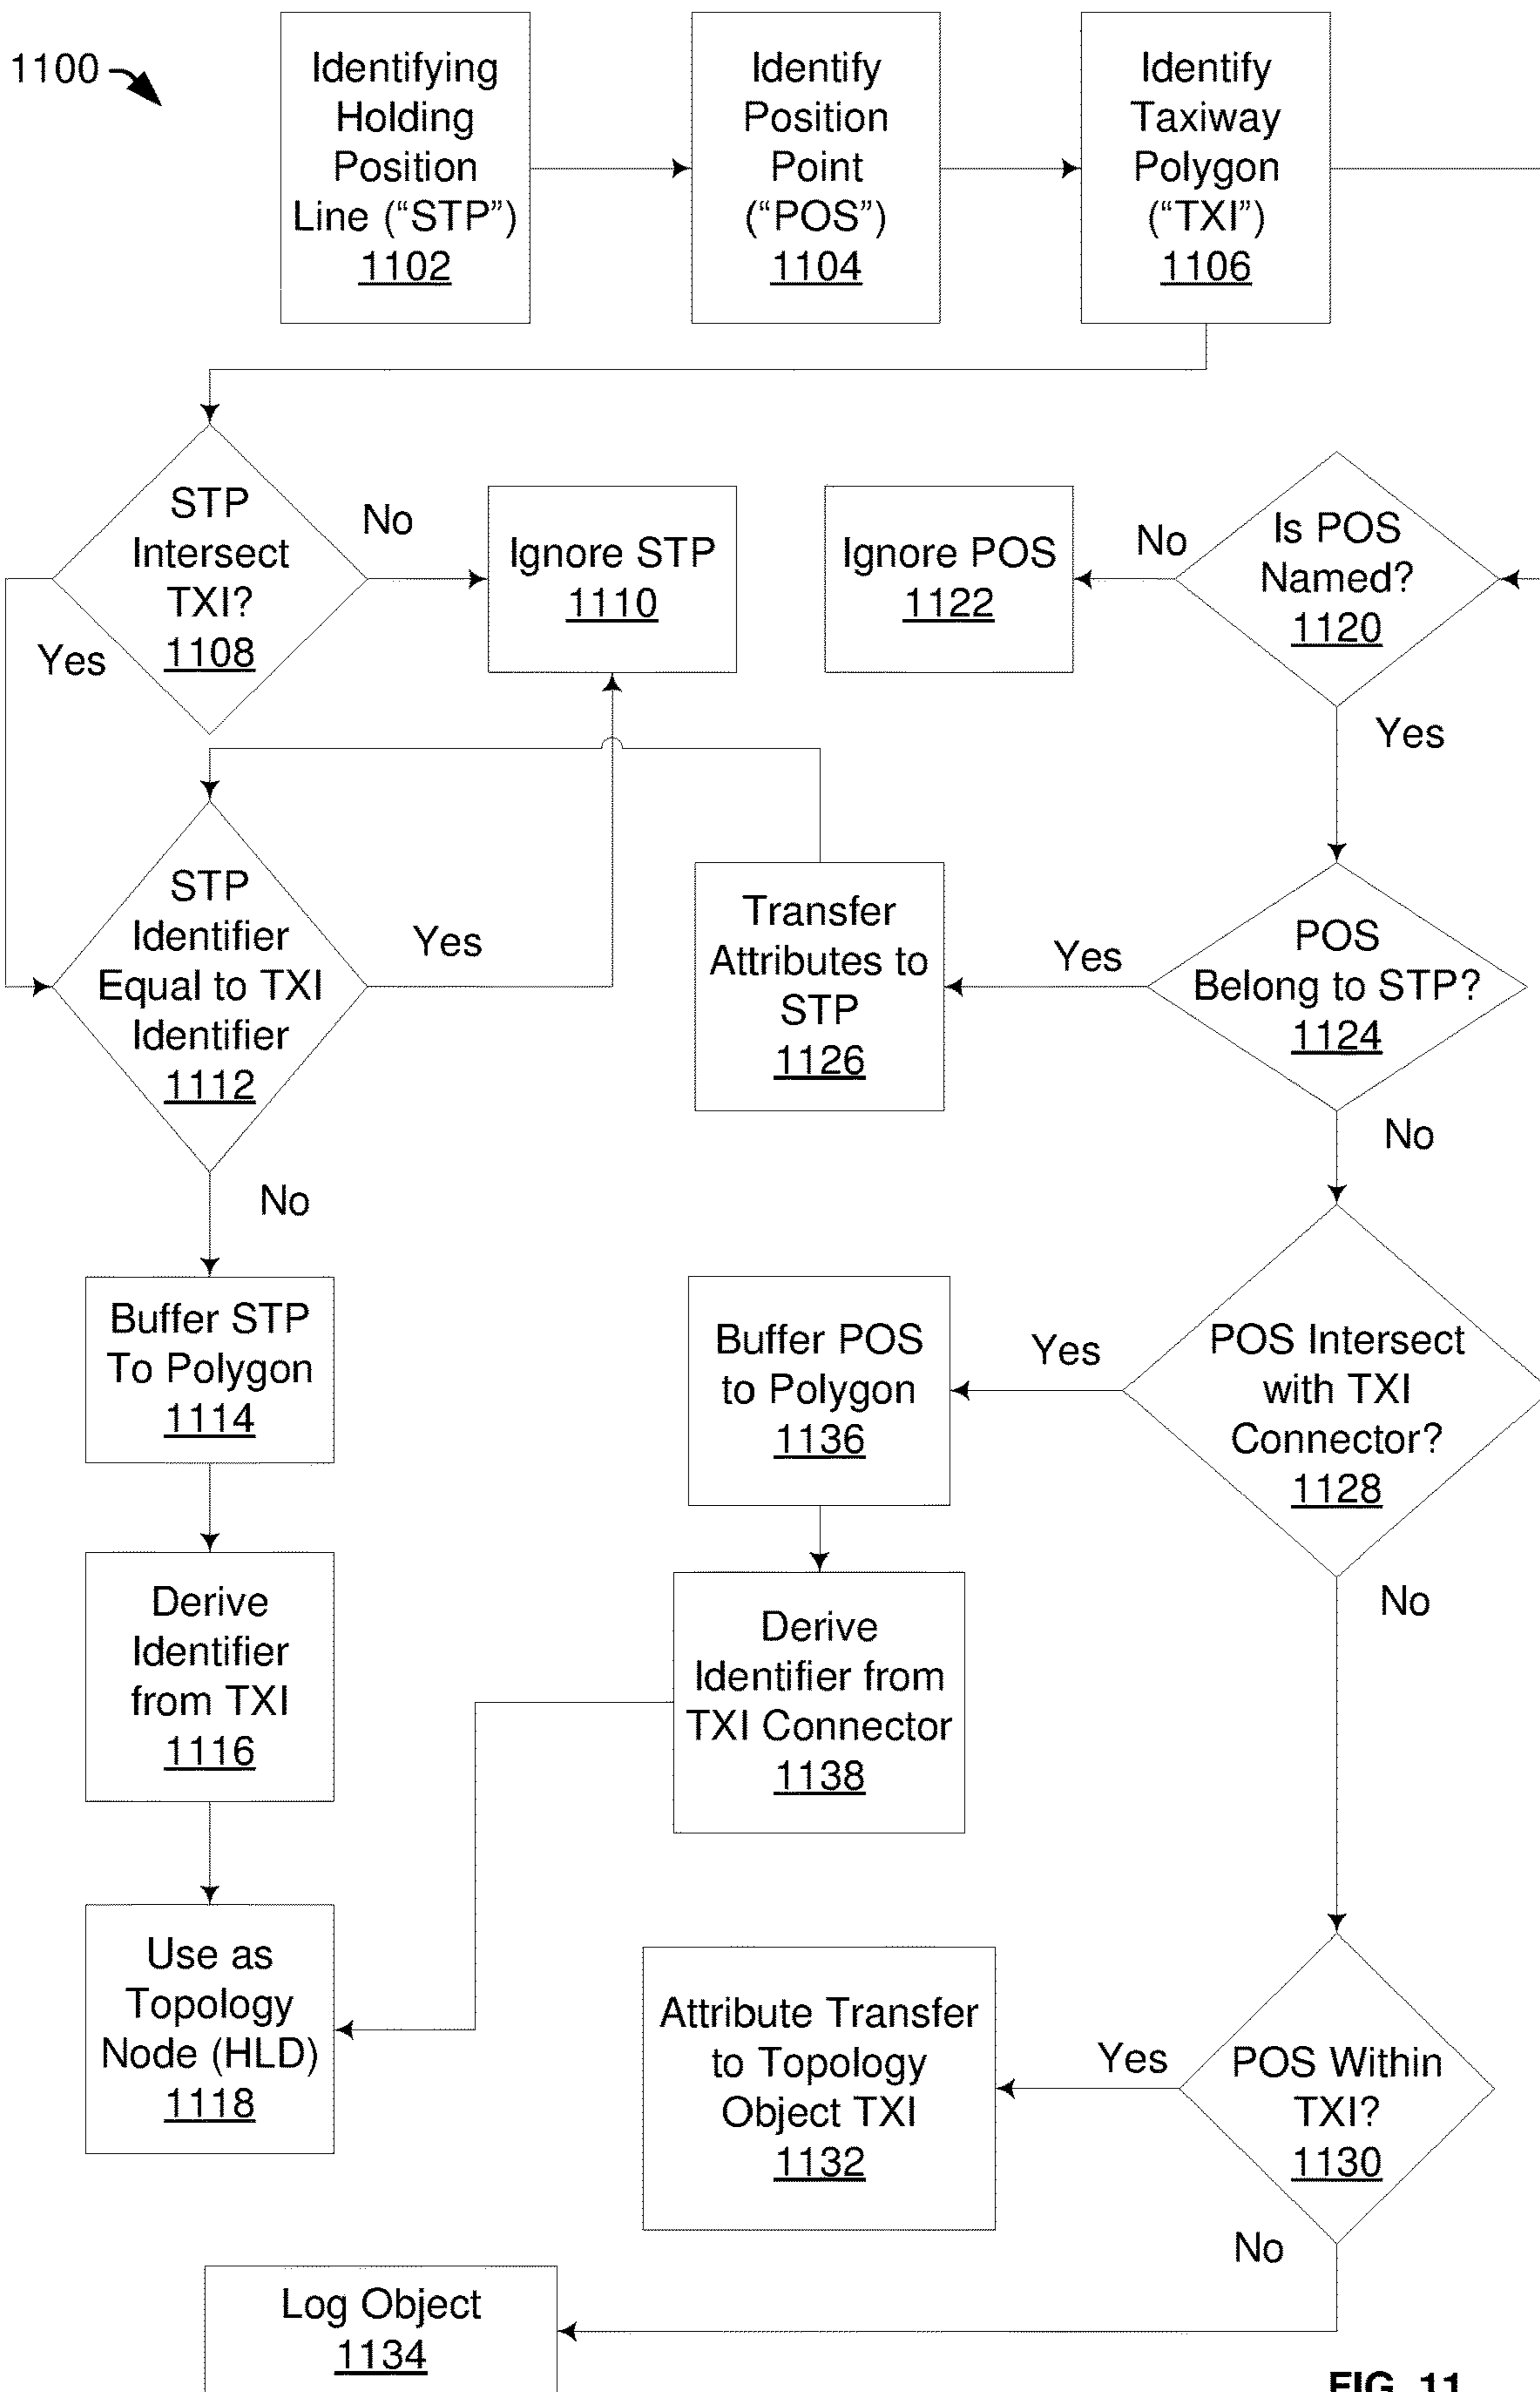 1100
Identifying
Holding
Position
Line (“STP”)
1102
Identify
Position
Point
(“POS”)
1104
Identify
Taxiway
Polygon
(“TXI”)
1106
STP
Intersect
TXI?
1108
No
Yes
Ignore STP
1110
Ignore POS
1122
No
Is POS
Named?
1120
Yes
STP
Identifier
Equal to TXI
Identifier
1112
Yes
No
Transfer
Attributes to
STP
1126
Yes
POS
Belong to STP?
1124
No
Buffer STP
To Polygon
1114
Buffer POS
to Polygon
1136
Yes
POS Intersect
with TXI
Connector?
1128
No
Derive
Identifier
from TXI
1116
Derive
Identifier from
TXI Connector
1138
Use as
Topology
Node (HLD)
1118
Attribute Transfer
to Topology
Object TXI
1132
Yes
POS Within
TXI?
1130
No
Log Object
1134
FIG. 11